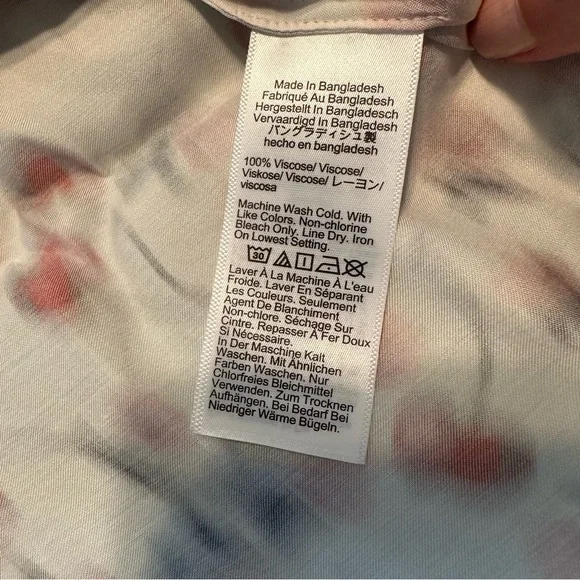 Made In Bangladesh
Fabriqué Au Bangladesh
Hergestellt In Bangladesch
Vervaardigd In Bangladesh
バングラディシュ製
hecho en bangladesh
100% Viscose/ Viscose/
Viskose/ Viscose/ レーヨン/
viscosa
Machine Wash Cold. With
Like Colors. Non-chlorine
Bleach Only. Line Dry. Iron
On Lowest Setting.
30
Laver À La Machine À L'eau
Froide. Laver En Séparant
Les Couleurs. Seulement
Agent De Blanchiment
Non-chlore. Séchage Sur
Cintre. Repasser À Fer Doux
Si Nécessaire.
In Der Maschine Kalt
Waschen. Mit Ähnlichen
Farben Waschen. Nur
Chlorfreies Bleichmittel
Verwenden. Zum Trocknen
Aufhängen. Bei Bedarf Bei
Niedriger Wärme Bügeln.